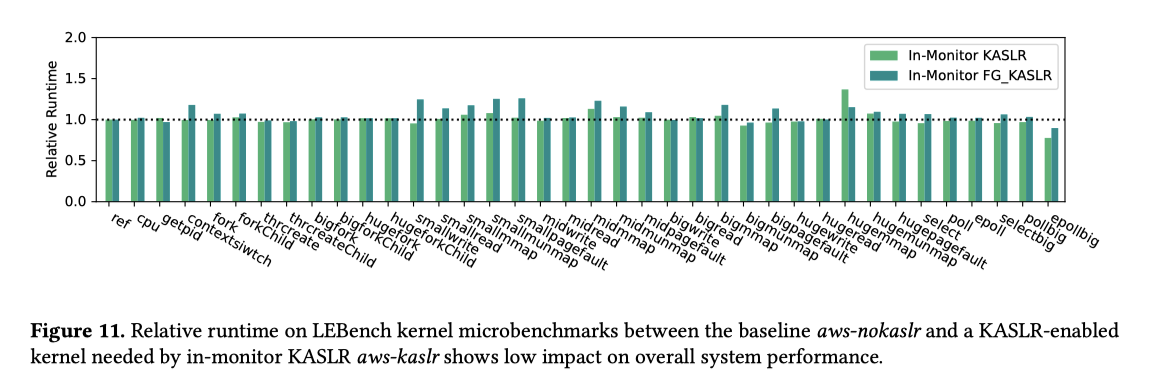 2.0
1.5
1.0
0.5
0.0
Relative Runtime
In-Monitor KASLR
In-Monitor FG_KASLR
ref
cpu
getpid
contextsiwtch
fork
forkChild
thrcreate
thrcreateChild
bigfork
bigforkChild
hugefork
hugeforkChild
smallwrite
smallread
smallmmap
smallmunmap
smallpagefault
midwrite
midread
midmmap
midmunmap
midpagefault
bigwrite
bigread
bigmmap
bigmunmap
bigpagefault
hugewrite
hugeread
hugemmap
hugemunmap
hugepagefault
select
poll
epoll
selectbig
pollbig
epollbig
Figure 11. Relative runtime on LEBench kernel microbenchmarks between the baseline aws-nokaslr and a KASLR-enabled
kernel needed by in-monitor KASLR aws-kaslr shows low impact on overall system performance.